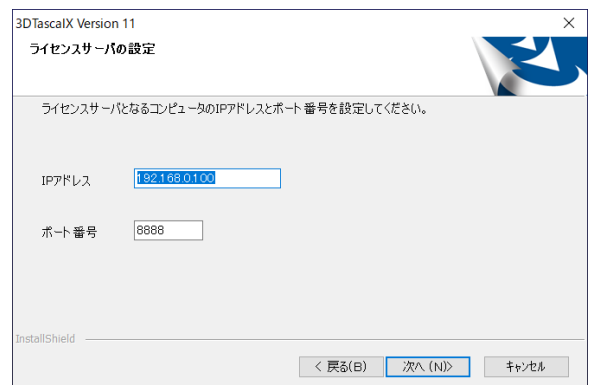 3DTascalX Version 11
ライセンスサーバの設定
ライセンスサーバとなるコンピュータのIPアドレスとポート番号を設定してください。
IPアドレス
192.168.0.100
ポート番号
8888
InstallShield
< 戻る(B)
次へ (N)>
キャンセル